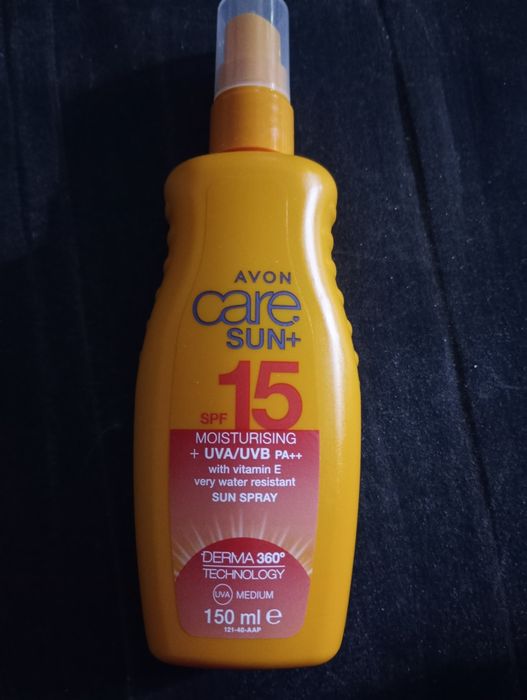 AVON
care
SUN+
SPF 15
MOISTURISING
+ UVA/UVB PA++
with vitamin E
very water resistant
SUN SPRAY
DERMA 360°
TECHNOLOGY
UVA MEDIUM
150 ml e
121-40-AAP